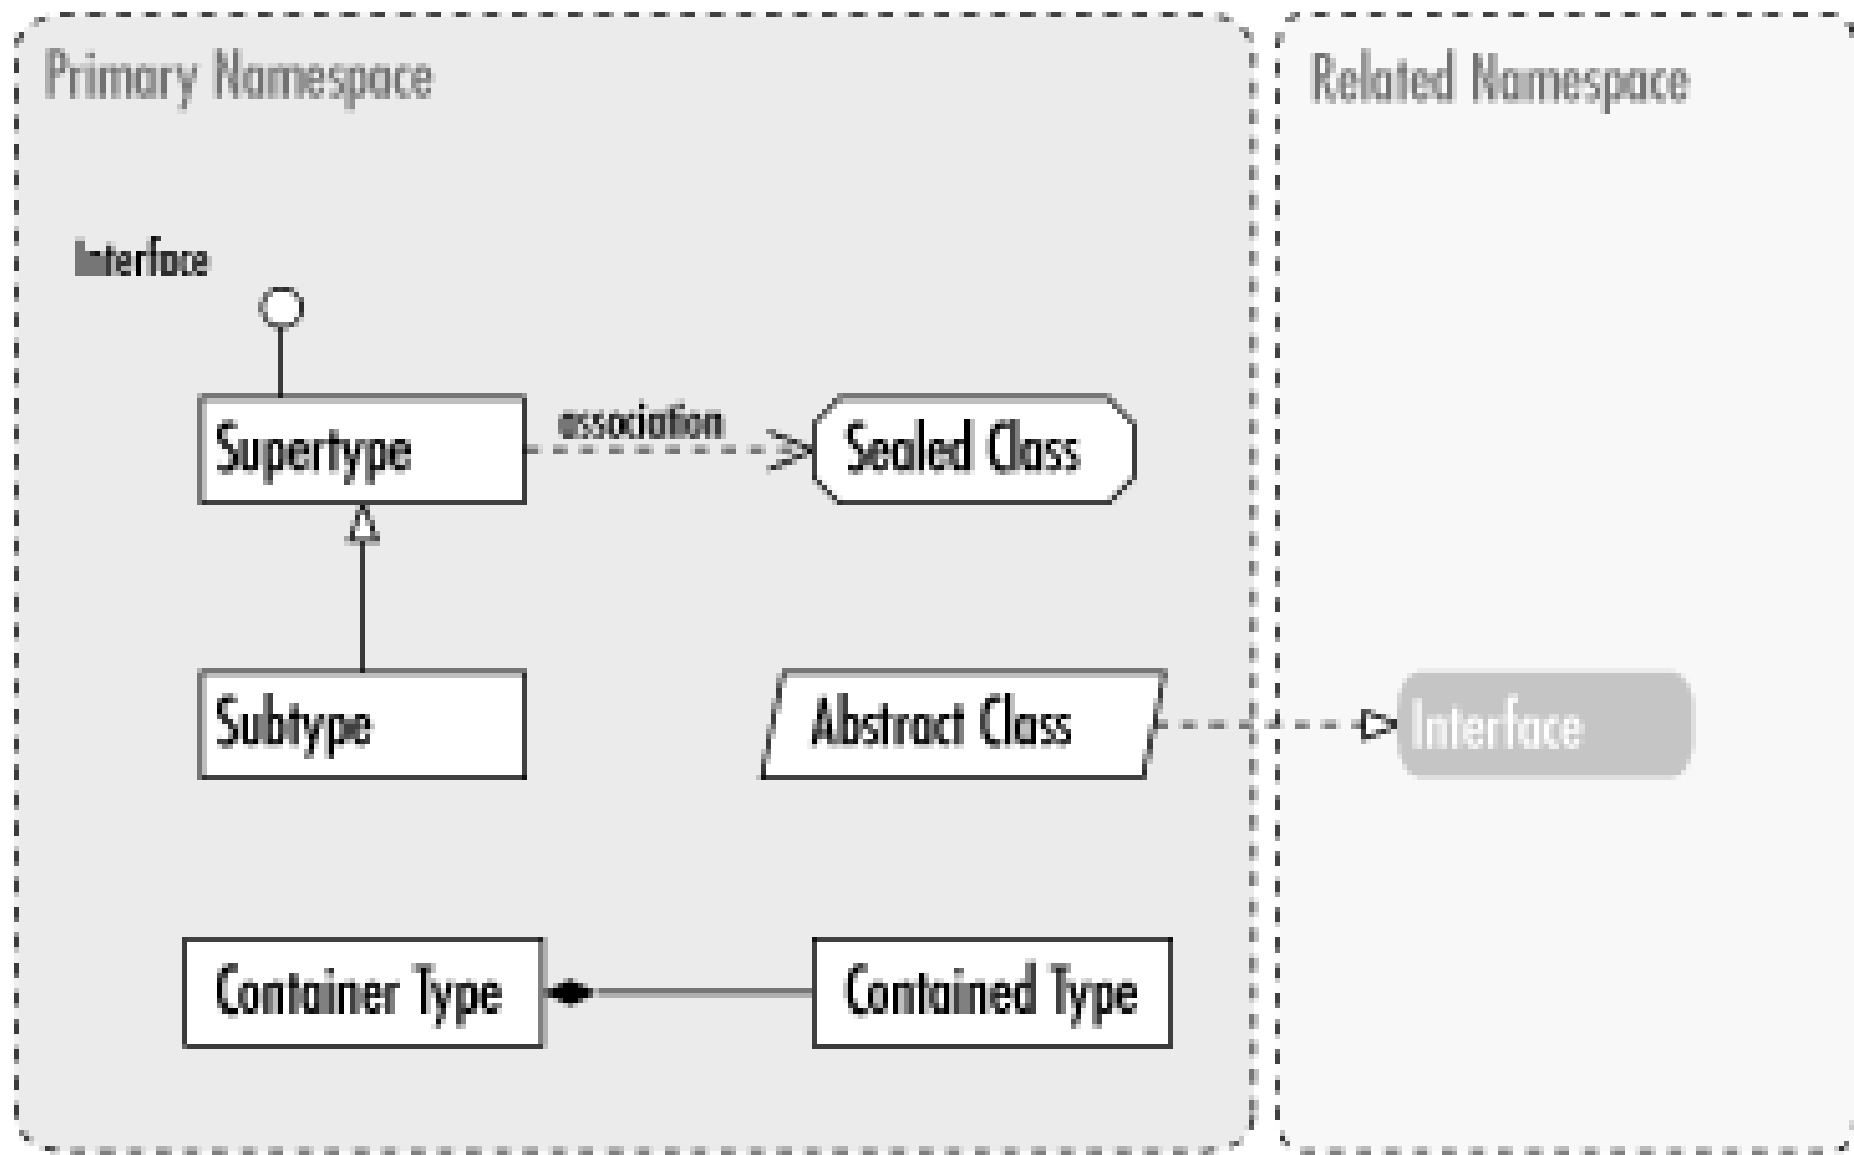 Primary Namespace
Related Namespace
Interface
Supertype
association
Sealed Class
Subtype
Abstract Class
Interface
Container Type
Contained Type